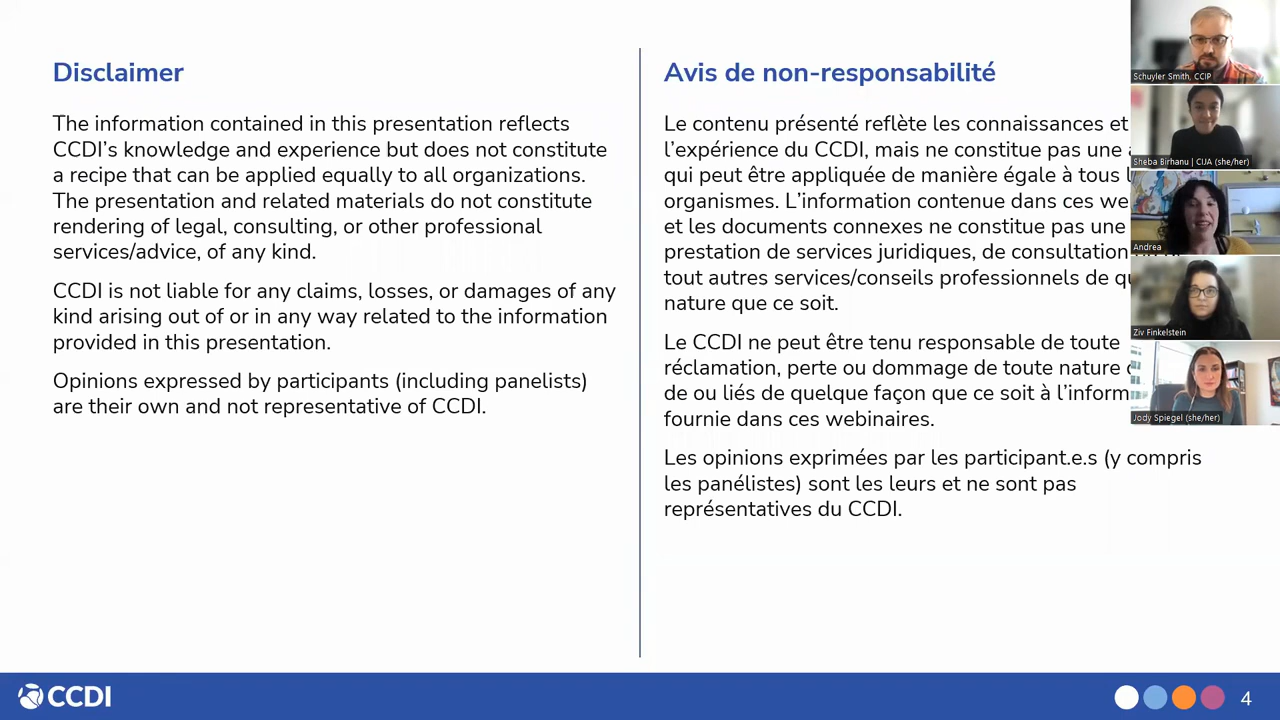 Disclaimer
The information contained in this presentation reflects
CCDI’s knowledge and experience but does not constitute
a recipe that can be applied equally to all organizations.
The presentation and related materials do not constitute
rendering of legal, consulting, or other professional
services/advice, of any kind.
CCDI is not liable for any claims, losses, or damages of any
kind arising out of or in any way related to the information
provided in this presentation.
Opinions expressed by participants (including panelists)
are their own and not representative of CCDI.
Avis de non-responsabilité
Le contenu présenté reflète les connaissances et
l’expérience du CCDI, mais ne constitue pas une
qui peut être appliquée de manière égale à tous
organismes. L’information contenue dans ces
et les documents connexes ne constitue pas une
prestation de services juridiques, de consultation
tout autres services/conseils professionnels de
nature que ce soit.
Le CCDI ne peut être tenu responsable de toute
réclamation, perte ou dommage de toute nature
de ou liés de quelque façon que ce soit à
fournie dans ces webinaires.
Les opinions exprimées par les participant.e.s (y compris
les panélistes) sont les leurs et ne sont pas
représentatives du CCDI.
Schuyler Smith, CCIP
Sheba Birhanu | CIJA (she/her)
Andrea
Ziv Finkelstein
Jody Spiegel (she/her)
CCDI
4